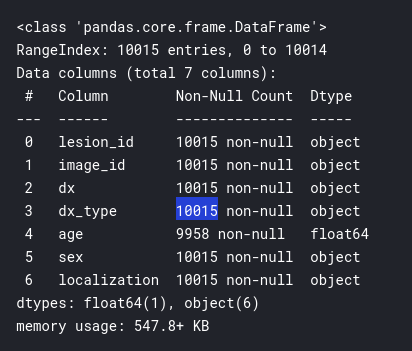 <class 'pandas.core.frame.DataFrame'>
RangeIndex: 10015 entries, 0 to 10014
Data columns (total 7 columns):
 #   Column        Non-Null Count  Dtype
---  ------        --------------  -----
 0   lesion_id     10015 non-null  object
 1   image_id      10015 non-null  object
 2   dx            10015 non-null  object
 3   dx_type       10015 non-null  object
 4   age           9958 non-null   float64
 5   sex           10015 non-null  object
 6   localization  10015 non-null  object
dtypes: float64(1), object(6)
memory usage: 547.8+ KB